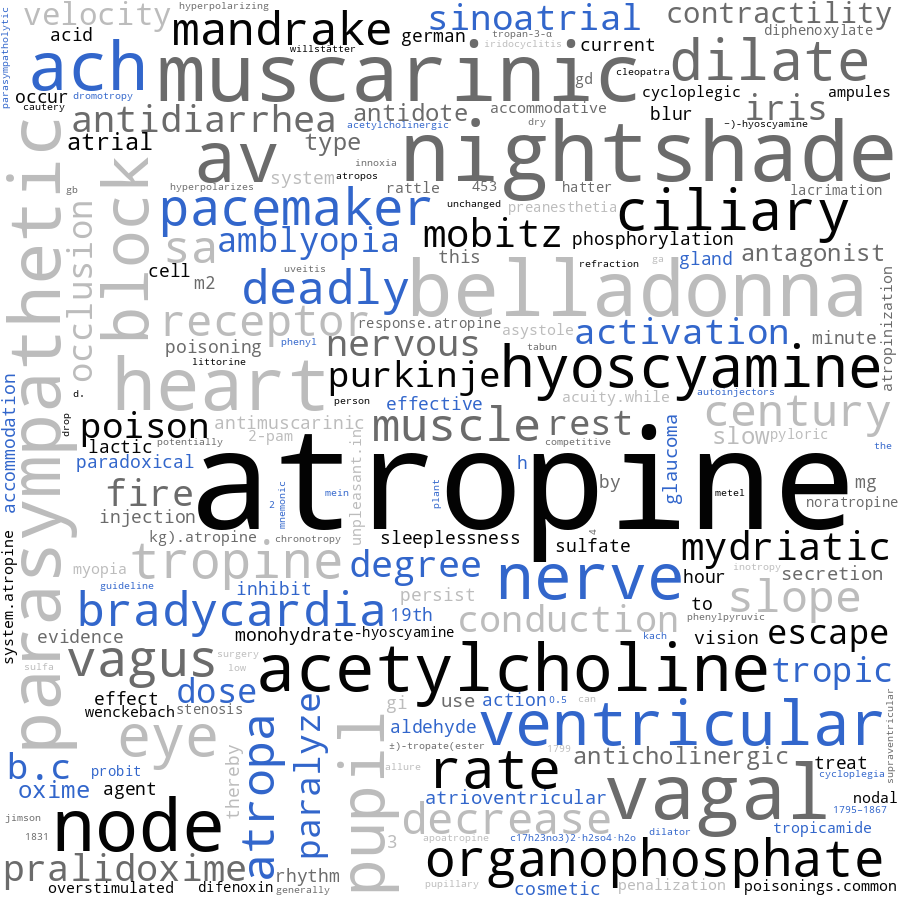 velocity
hyperpolarizing
mandrake
willstätter
german
sinoatrial
tropan-3-α
iridocyclitis
contractility
diphenoxylate
parasympatholytic
acid
ach
muscarinic
current
dilate
cleopatra
gd
cycloplegic
ampules
occur
dromotropy
cautery
antidiarrhea
antidote
accommodative
acetylcholinergic
dry
blur
iris
-)-hyoscyamine
atrial
av
type
nightshade
innoxia
system
atropos
parasympathetic
block
gb
hyperpolarizes
rattle
453
hatter
lacrimation
unchanged
preanesthetia
pacemaker
ciliary
occlusion
sa
amblyopia
mobitz
phosphorylation
this
gland
antagonist
refraction
ga
cell
m2
uveitis
deadly
belladonna
atropinization
receptor
response.atropine
asystole
activation
minute
poisoning
phenyl
nervous
tabun
littorine
heart
purkinje
hyoscyamine
accommodation
d.
person
effective
acuity.while
autoinjectors
drop
poison
antimuscarinic
muscle
rest
century
2-pam
slow
pyloric
lactic
potentially
competitive
the
paradoxical
unpleasant.in
atropine
h
glaucoma
by
mg
fire
2
mnemonic
mein
plant
noratropine
injection
kg).atropine
chronotropy
sleeplessness
4
sulfate
mydriatic
system.atropine
tropine
myopia
degree
nerve
inotropy
hour
secretion
guideline
inhibit
persist
slope
bradycardia
19th
conduction
to
phenylpyruvic
evidence
monohydrate
-hyoscyamine
kach
vision
escape
vagus
surgery
low
sulfa
acetylcholine
tropic
effect
dose
gi
use
action
0.5
can
wenckebach
stenosis
atropa
paralyze
pupil
aldehyde
ventricular
supraventricular
eye
±)-tropate(ester
1799
anticholinergic
treat
b.c
probit
thereby
allure
rate
vagal
cycloplegia
oxime
agent
atrioventricular
nodal
1795–1867
jimson
node
decrease
1831
3
apoatropine
c17h23no3)2·h2so4·h2o
dilator
tropicamide
pralidoxime
rhythm
organophosphate
overstimulated
difenoxin
generally
pupillary
cosmetic
penalization
poisonings.common